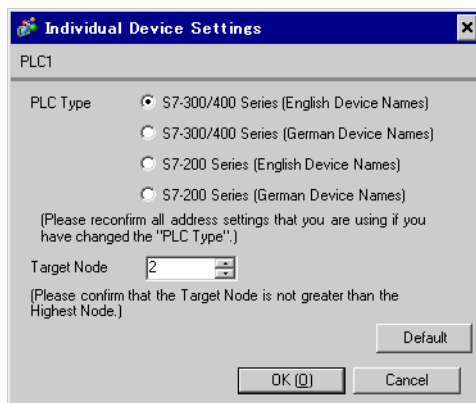 Individual Device Settings
PLC1
PLC Type
S7-300/400 Series (English Device Names)
S7-300/400 Series (German Device Names)
S7-200 Series (English Device Names)
S7-200 Series (German Device Names)
(Please reconfirm all address settings that you are using if you
have changed the "PLC Type".)
Target Node 2
(Please confirm that the Target Node is not greater than the
Highest Node.)
Default
OK (O) Cancel